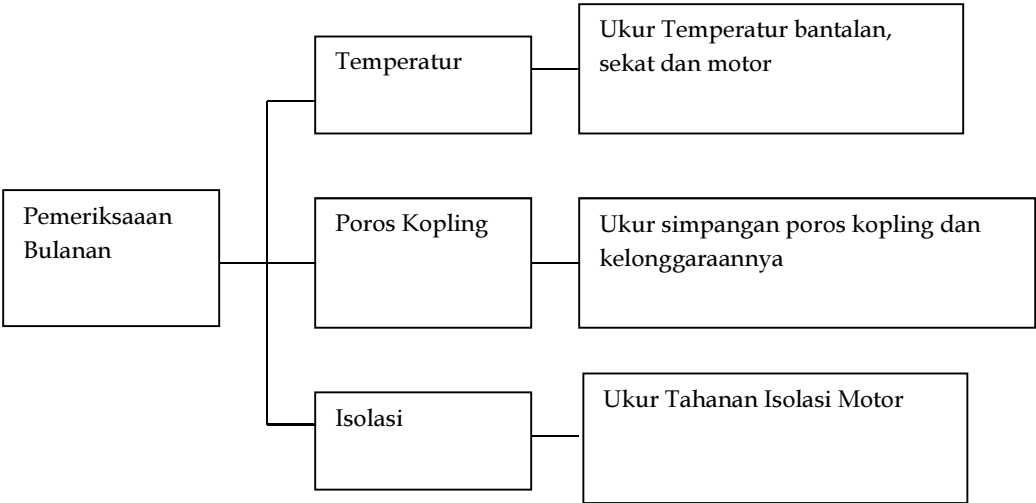 Pemeriksaaan
Bulanan
Temperatur
Ukur Temperatur bantalan,
sekat dan motor
Poros Kopling
Ukur simpangan poros kopling dan
kelonggaraannya
Isolasi
Ukur Tahanan Isolasi Motor